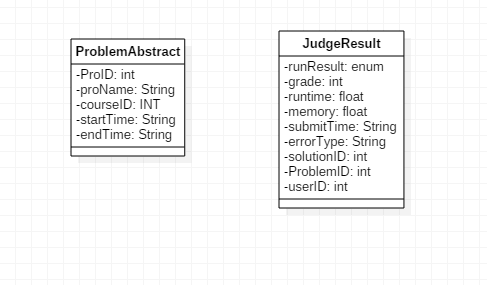 ProblemAbstract
-ProID: int
-proName: String
-courseID: INT
-startTime: String
-endTime: String
JudgeResult
-runResult: enum
-grade: int
-runtime: float
-memory: float
-submitTime: String
-errorType: String
-solutionID: int
-ProblemID: int
-userID: int